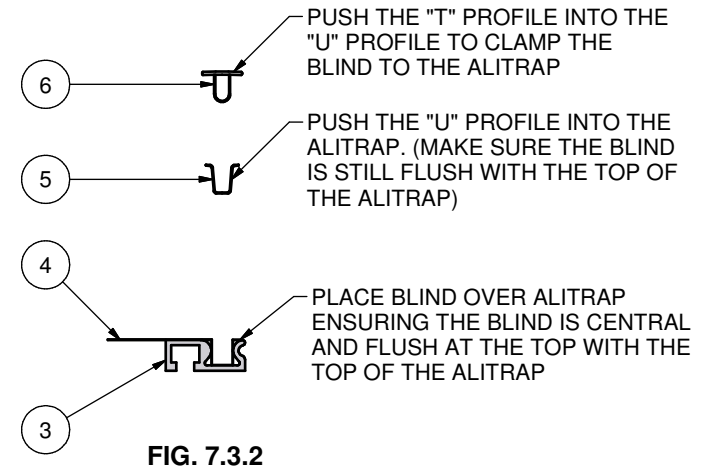 PUSH THE "T" PROFILE INTO THE
"U" PROFILE TO CLAMP THE
BLIND TO THE ALITRAP
6
PUSH THE "U" PROFILE INTO THE
ALITRAP. (MAKE SURE THE BLIND
IS STILL FLUSH WITH THE TOP OF
THE ALITRAP)
5
4
PLACE BLIND OVER ALITRAP
ENSURING THE BLIND IS CENTRAL
AND FLUSH AT THE TOP WITH THE
TOP OF THE ALITRAP
3
FIG. 7.3.2